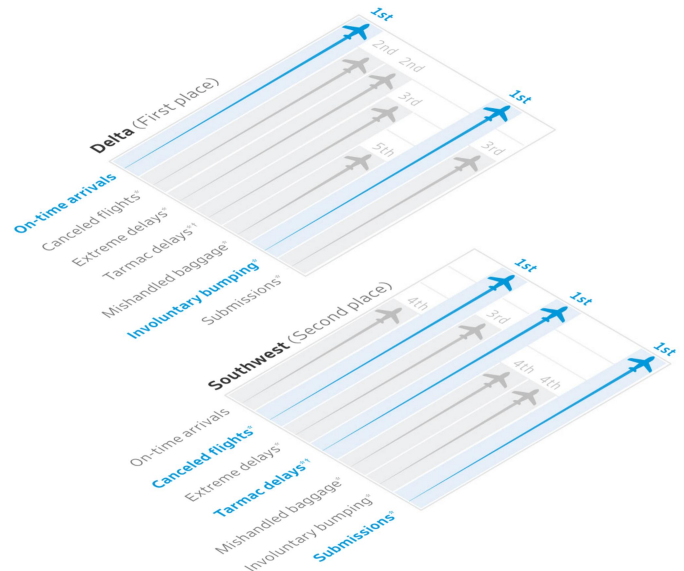 Delta (First place)
On-time arrivals
1st
Canceled flights*
2nd
Extreme delays*
2nd
Tarmac delays*†
3rd
Mishandled baggage*
5th
Involuntary bumping*
1st
Submissions*
3rd
Southwest (Second place)
On-time arrivals
4th
Canceled flights*
1st
Extreme delays*
3rd
Tarmac delays*†
1st
Mishandled baggage*
4th
Involuntary bumping*
4th
Submissions*
1st